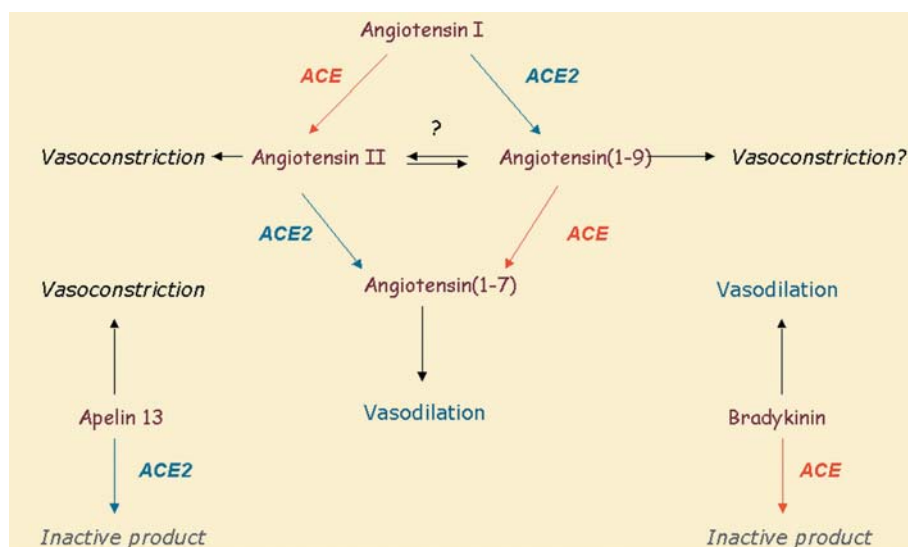 Angiotensin I
ACE ACE2
?
Vasoconstriction Angiotensin II Angiotensin(1-9) Vasoconstriction?
ACE2 ACE
Vasoconstriction Angiotensin(1-7) Vasodilation
Apelin 13 Vasodilation Bradykinin
ACE2 ACE
Inactive product Inactive product